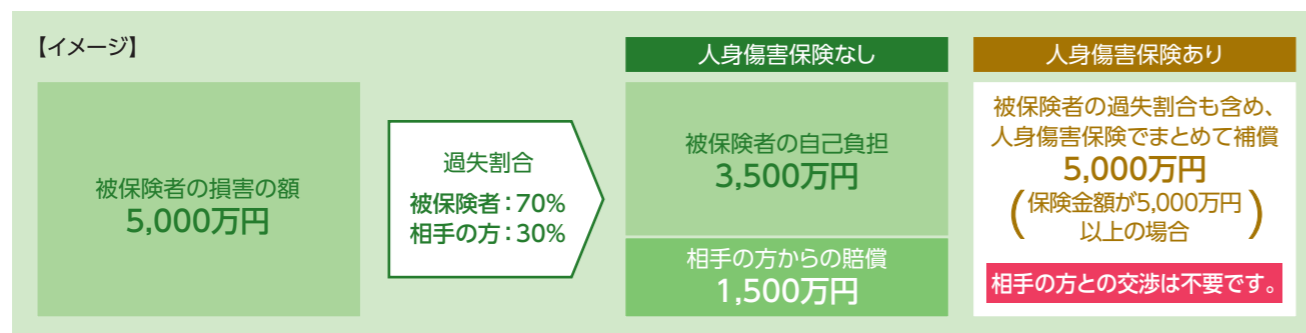 【イメージ】
被保険者の損害の額
5,000万円
過失割合
被保険者：70%
相手の方：30%
人身傷害保険なし
被保険者の自己負担
3,500万円
相手の方からの賠償
1,500万円
人身傷害保険あり
被保険者の過失割合も含め、
人身傷害保険でまとめて補償
5,000万円
(保険金額が5,000万円
以上の場合)
相手の方との交渉は不要です。